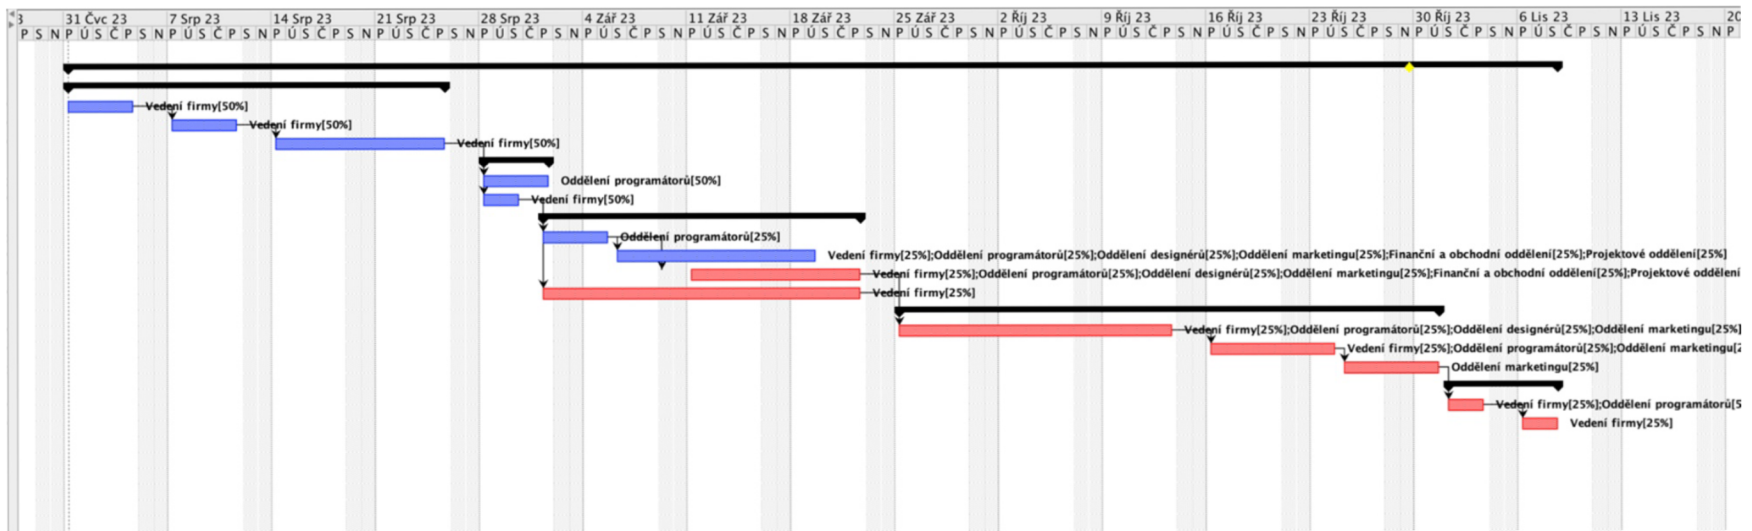 3 31 Čvc 23 7 Srp 23 14 Srp 23 21 Srp 23 28 Srp 23 4 Zář 23 11 Zář 23 18 Zář 23 25 Zář 23 2 Říj 23 9 Říj 23 16 Říj 23 23 Říj 23 30 Říj 23 6 Lis 23 13 Lis 23 20
P S N P Ú S Č P S N P Ú S Č P S N P Ú S Č P S N P Ú S Č P S N P Ú S Č P S N P Ú S Č P S N P Ú S Č P S N P Ú S Č P S N P Ú S Č P S N P Ú S Č P S N P Ú S Č P S N P Ú S Č P S N P Ú S Č P S N P Ú S Č P S N P Ú S Č P S N P Ú S Č P S N P
Vedení firmy[50%]
Vedení firmy[50%]
Vedení firmy[50%]
Oddělení programátorů[50%]
Vedení firmy[50%]
Oddělení programátorů[25%]
Vedení firmy[25%];Oddělení programátorů[25%];Oddělení designérů[25%];Oddělení marketingu[25%];Finanční a obchodní oddělení[25%];Projektové oddělení[25%]
Vedení firmy[25%];Oddělení programátorů[25%];Oddělení designérů[25%];Oddělení marketingu[25%];Finanční a obchodní oddělení[25%];Projektové oddělení
Vedení firmy[25%]
Vedení firmy[25%];Oddělení programátorů[25%];Oddělení designérů[25%];Oddělení marketingu[25%]
Vedení firmy[25%];Oddělení programátorů[25%];Oddělení marketingu[2
Oddělení marketingu[25%]
Vedení firmy[25%];Oddělení programátorů[5
Vedení firmy[25%]